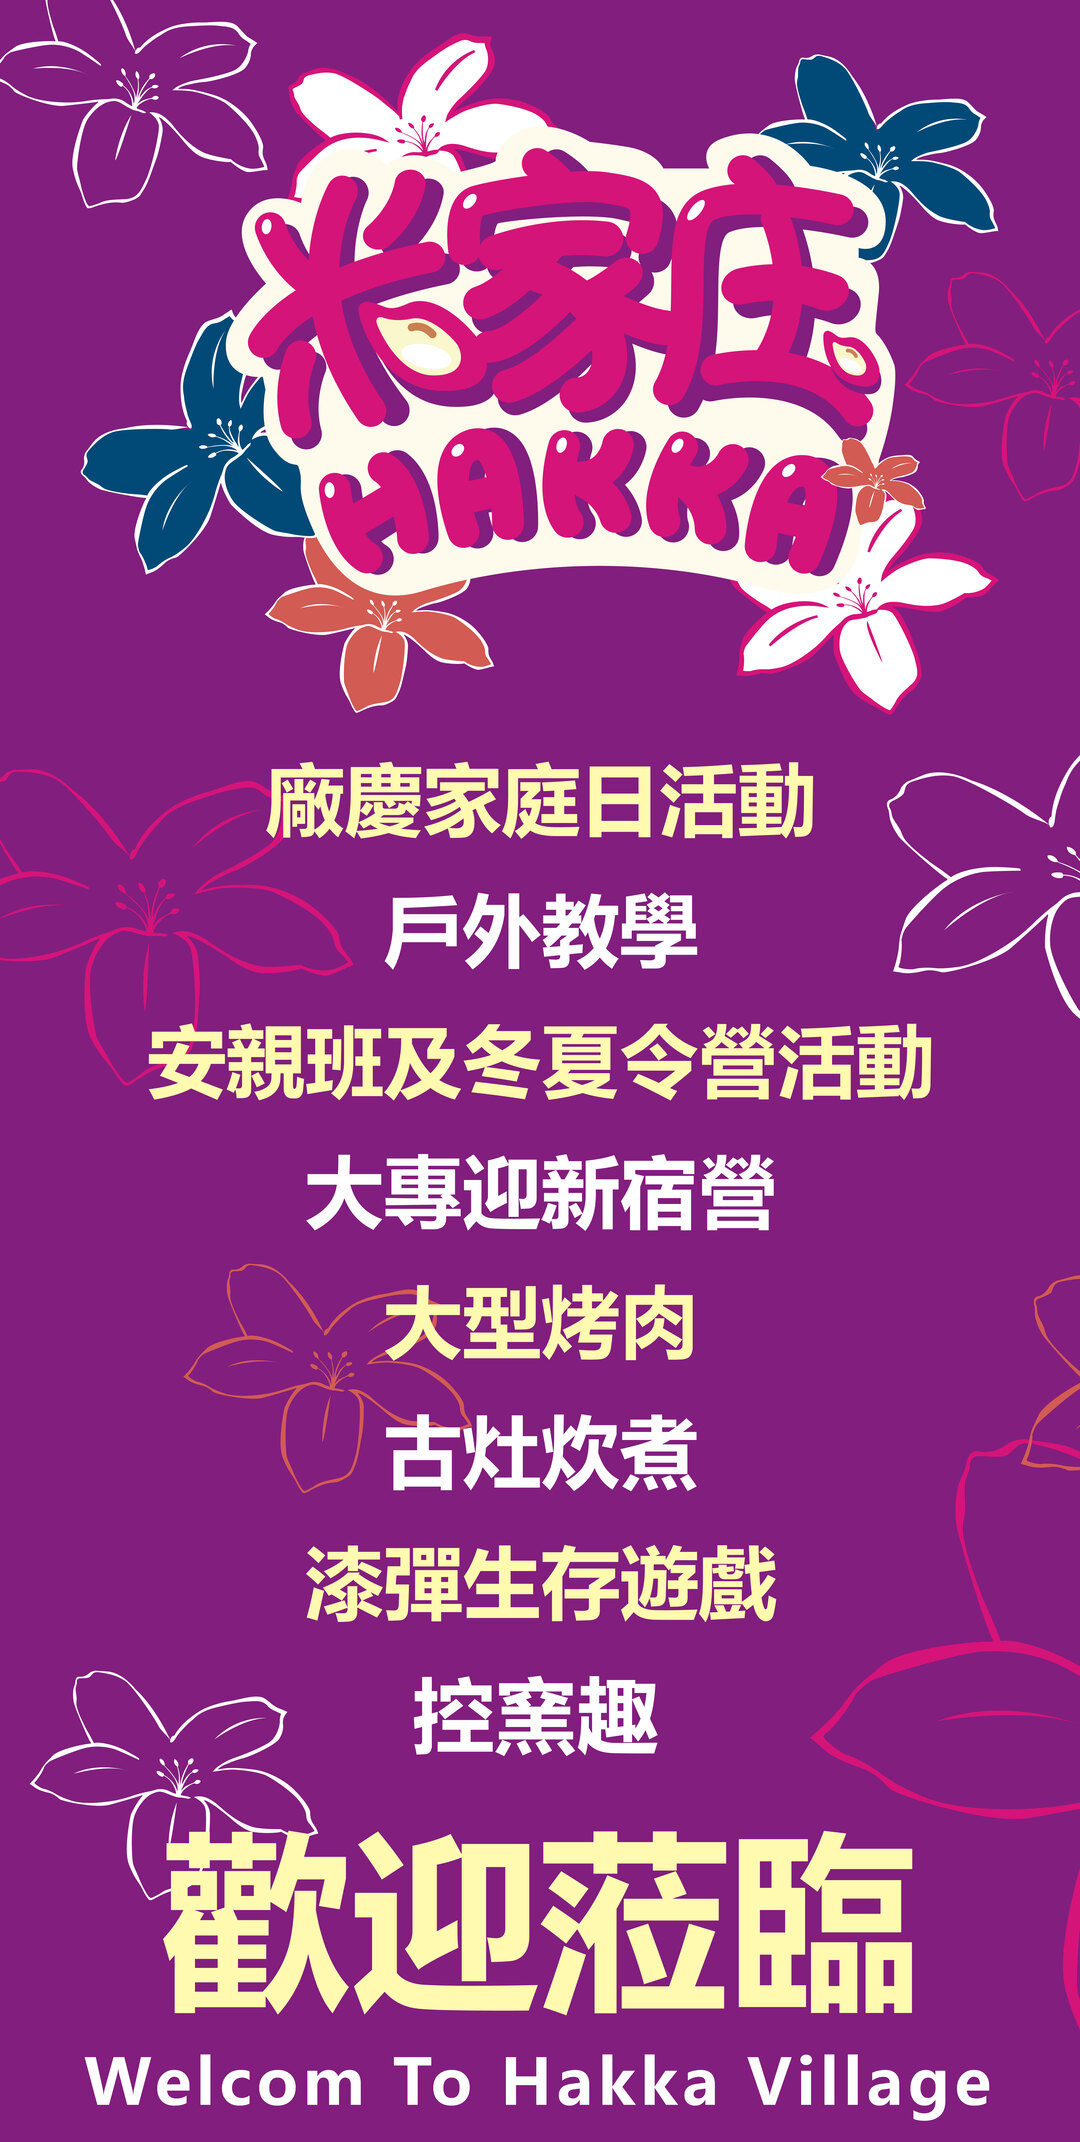 米家庄
HAKKA
廠慶家庭日活動
戶外教學
安親班及冬夏令營活動
大專迎新宿營
大型烤肉
古灶炊煮
漆彈生存遊戲
控窯趣
歡迎蒞臨
Welcom To Hakka Village